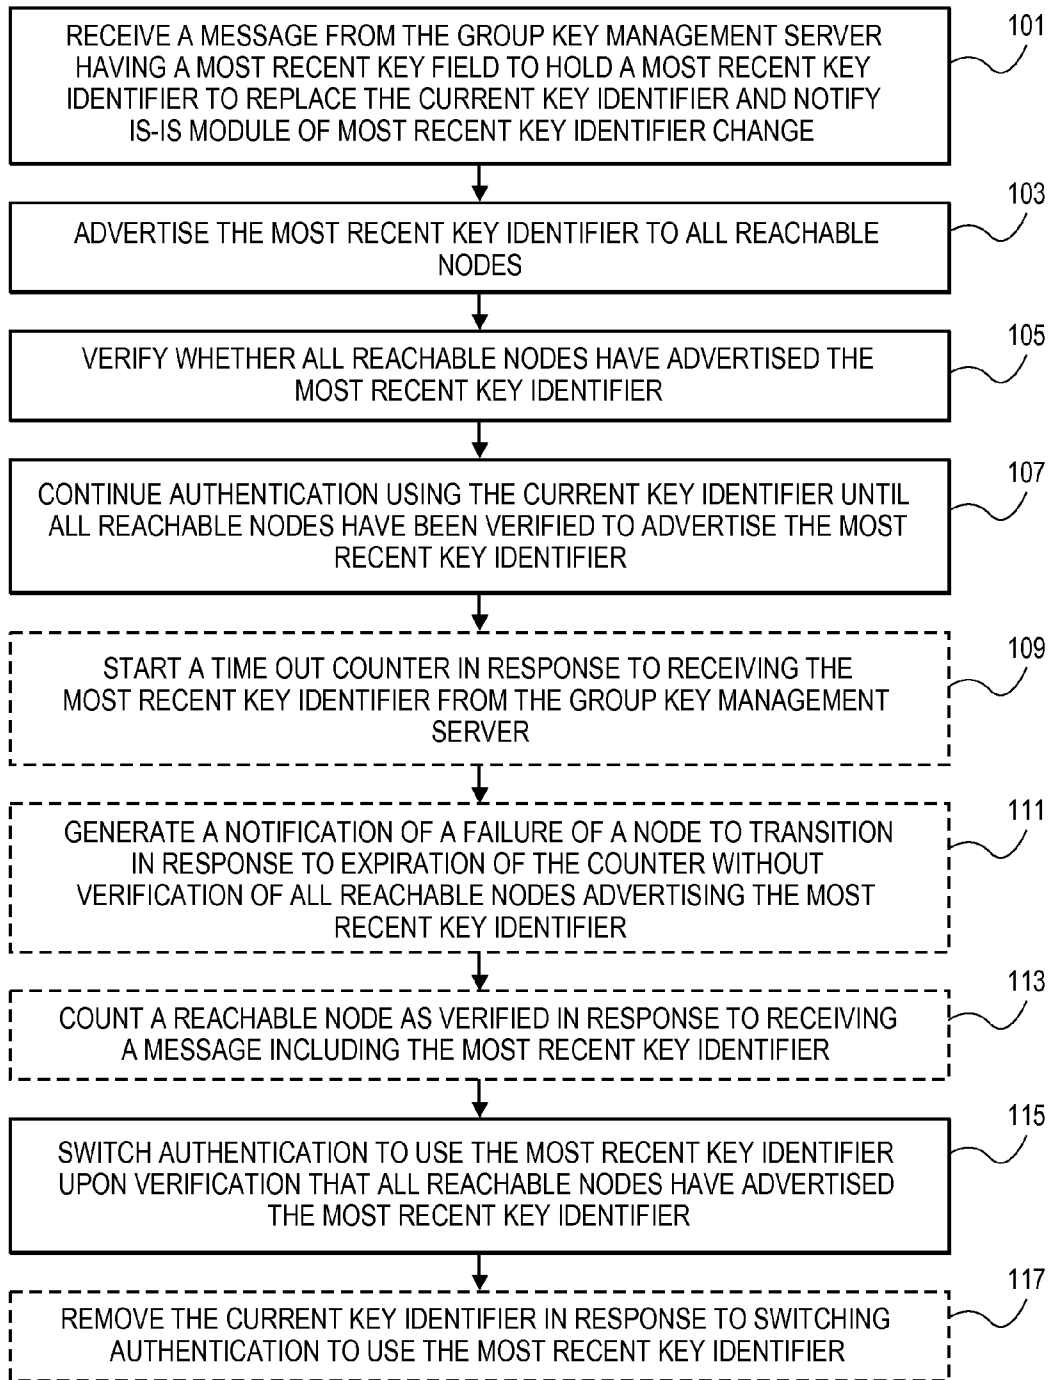 RECEIVE A MESSAGE FROM THE GROUP KEY MANAGEMENT SERVER
HAVING A MOST RECENT KEY FIELD TO HOLD A MOST RECENT KEY
IDENTIFIER TO REPLACE THE CURRENT KEY IDENTIFIER AND NOTIFY
IS-IS MODULE OF MOST RECENT KEY IDENTIFIER CHANGE
101
ADVERTISE THE MOST RECENT KEY IDENTIFIER TO ALL REACHABLE
NODES
103
VERIFY WHETHER ALL REACHABLE NODES HAVE ADVERTISED THE
MOST RECENT KEY IDENTIFIER
105
CONTINUE AUTHENTICATION USING THE CURRENT KEY IDENTIFIER UNTIL
ALL REACHABLE NODES HAVE BEEN VERIFIED TO ADVERTISE THE MOST
RECENT KEY IDENTIFIER
107
START A TIME OUT COUNTER IN RESPONSE TO RECEIVING THE
MOST RECENT KEY IDENTIFIER FROM THE GROUP KEY MANAGEMENT
SERVER
109
GENERATE A NOTIFICATION OF A FAILURE OF A NODE TO TRANSITION
IN RESPONSE TO EXPIRATION OF THE COUNTER WITHOUT
VERIFICATION OF ALL REACHABLE NODES ADVERTISING THE MOST
RECENT KEY IDENTIFIER
111
COUNT A REACHABLE NODE AS VERIFIED IN RESPONSE TO RECEIVING
A MESSAGE INCLUDING THE MOST RECENT KEY IDENTIFIER
113
SWITCH AUTHENTICATION TO USE THE MOST RECENT KEY IDENTIFIER
UPON VERIFICATION THAT ALL REACHABLE NODES HAVE ADVERTISED
THE MOST RECENT KEY IDENTIFIER
115
REMOVE THE CURRENT KEY IDENTIFIER IN RESPONSE TO SWITCHING
AUTHENTICATION TO USE THE MOST RECENT KEY IDENTIFIER
117